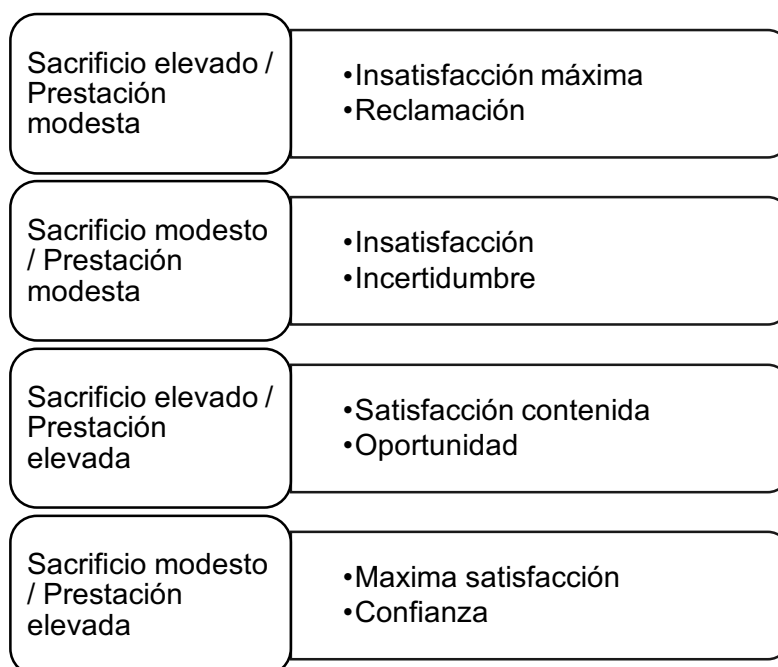 Sacrificio elevado /
Prestación
modesta
•Insatisfacción máxima
•Reclamación
Sacrificio modesto
/ Prestación
modesta
•Insatisfacción
•Incertidumbre
Sacrificio elevado /
Prestación
elevada
•Satisfacción contenida
•Oportunidad
Sacrificio modesto
/ Prestación
elevada
•Maxima satisfacción
•Confianza